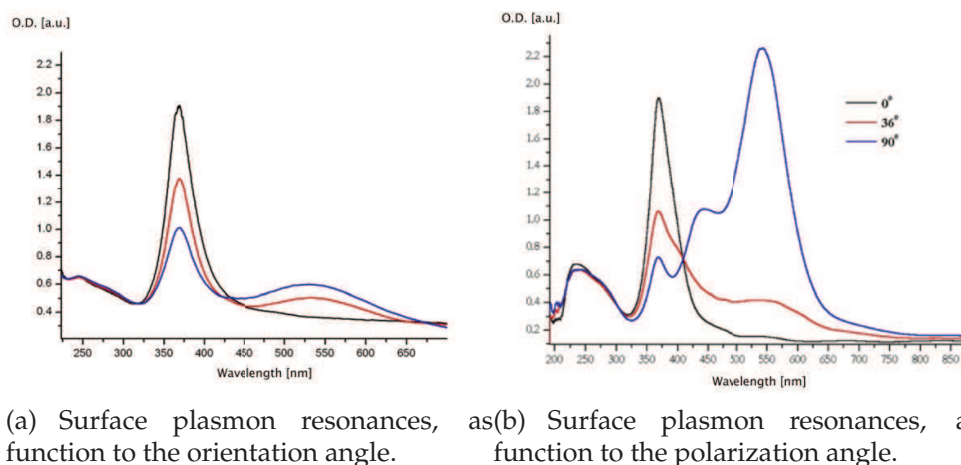 O.D. [a.u.]
2.2
2.0
1.8
1.6
1.4
1.2
1.0
0.8
0.6
0.4
250 300 350 400 450 500 550 600 650
Wavelength [nm]
(a) Surface plasmon resonances, as
function to the orientation angle.
O.D. [a.u.]
2.2
2.0
1.8
1.6
1.4
1.2
1.0
0.8
0.6
0.4
0.2
0°
36°
90°
200 250 300 350 400 450 500 550 600 650 700 750 800 850
Wavelength [nm]
(b) Surface plasmon resonances, a
function to the polarization angle.